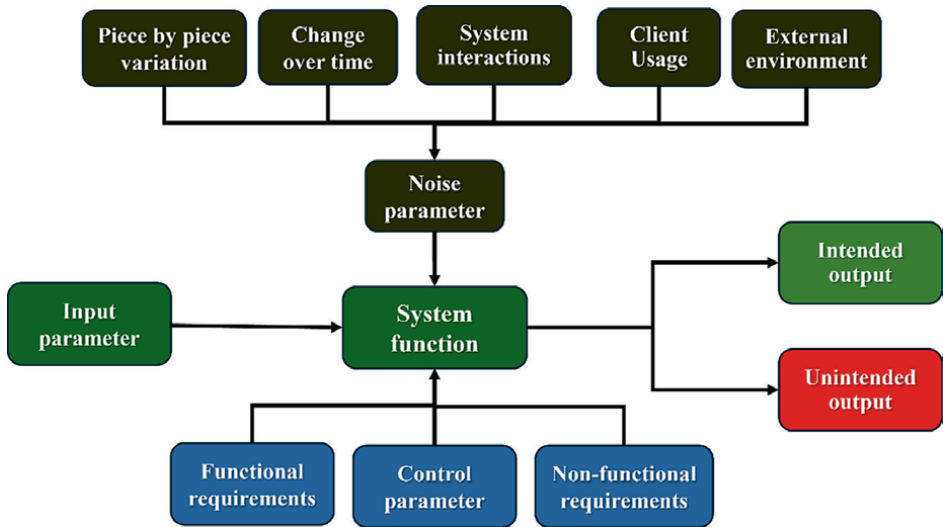 Piece by piece
variation
Change
over time
System
interactions
Client
Usage
External
environment
Noise
parameter
Intended
output
Input
parameter
System
function
Unintended
output
Functional
requirements
Control
parameter
Non-functional
requirements